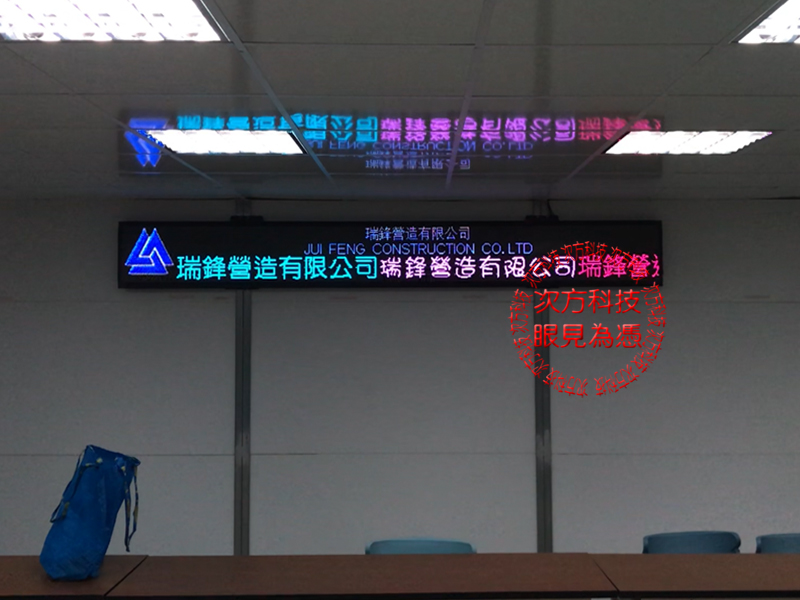 瑞鋒營造有限公司
JUI FENG CONSTRUCTION CO.LTD
瑞鋒營造有限公司瑞鋒營造有限公司瑞鋒營造
次方科技
眼見為憑